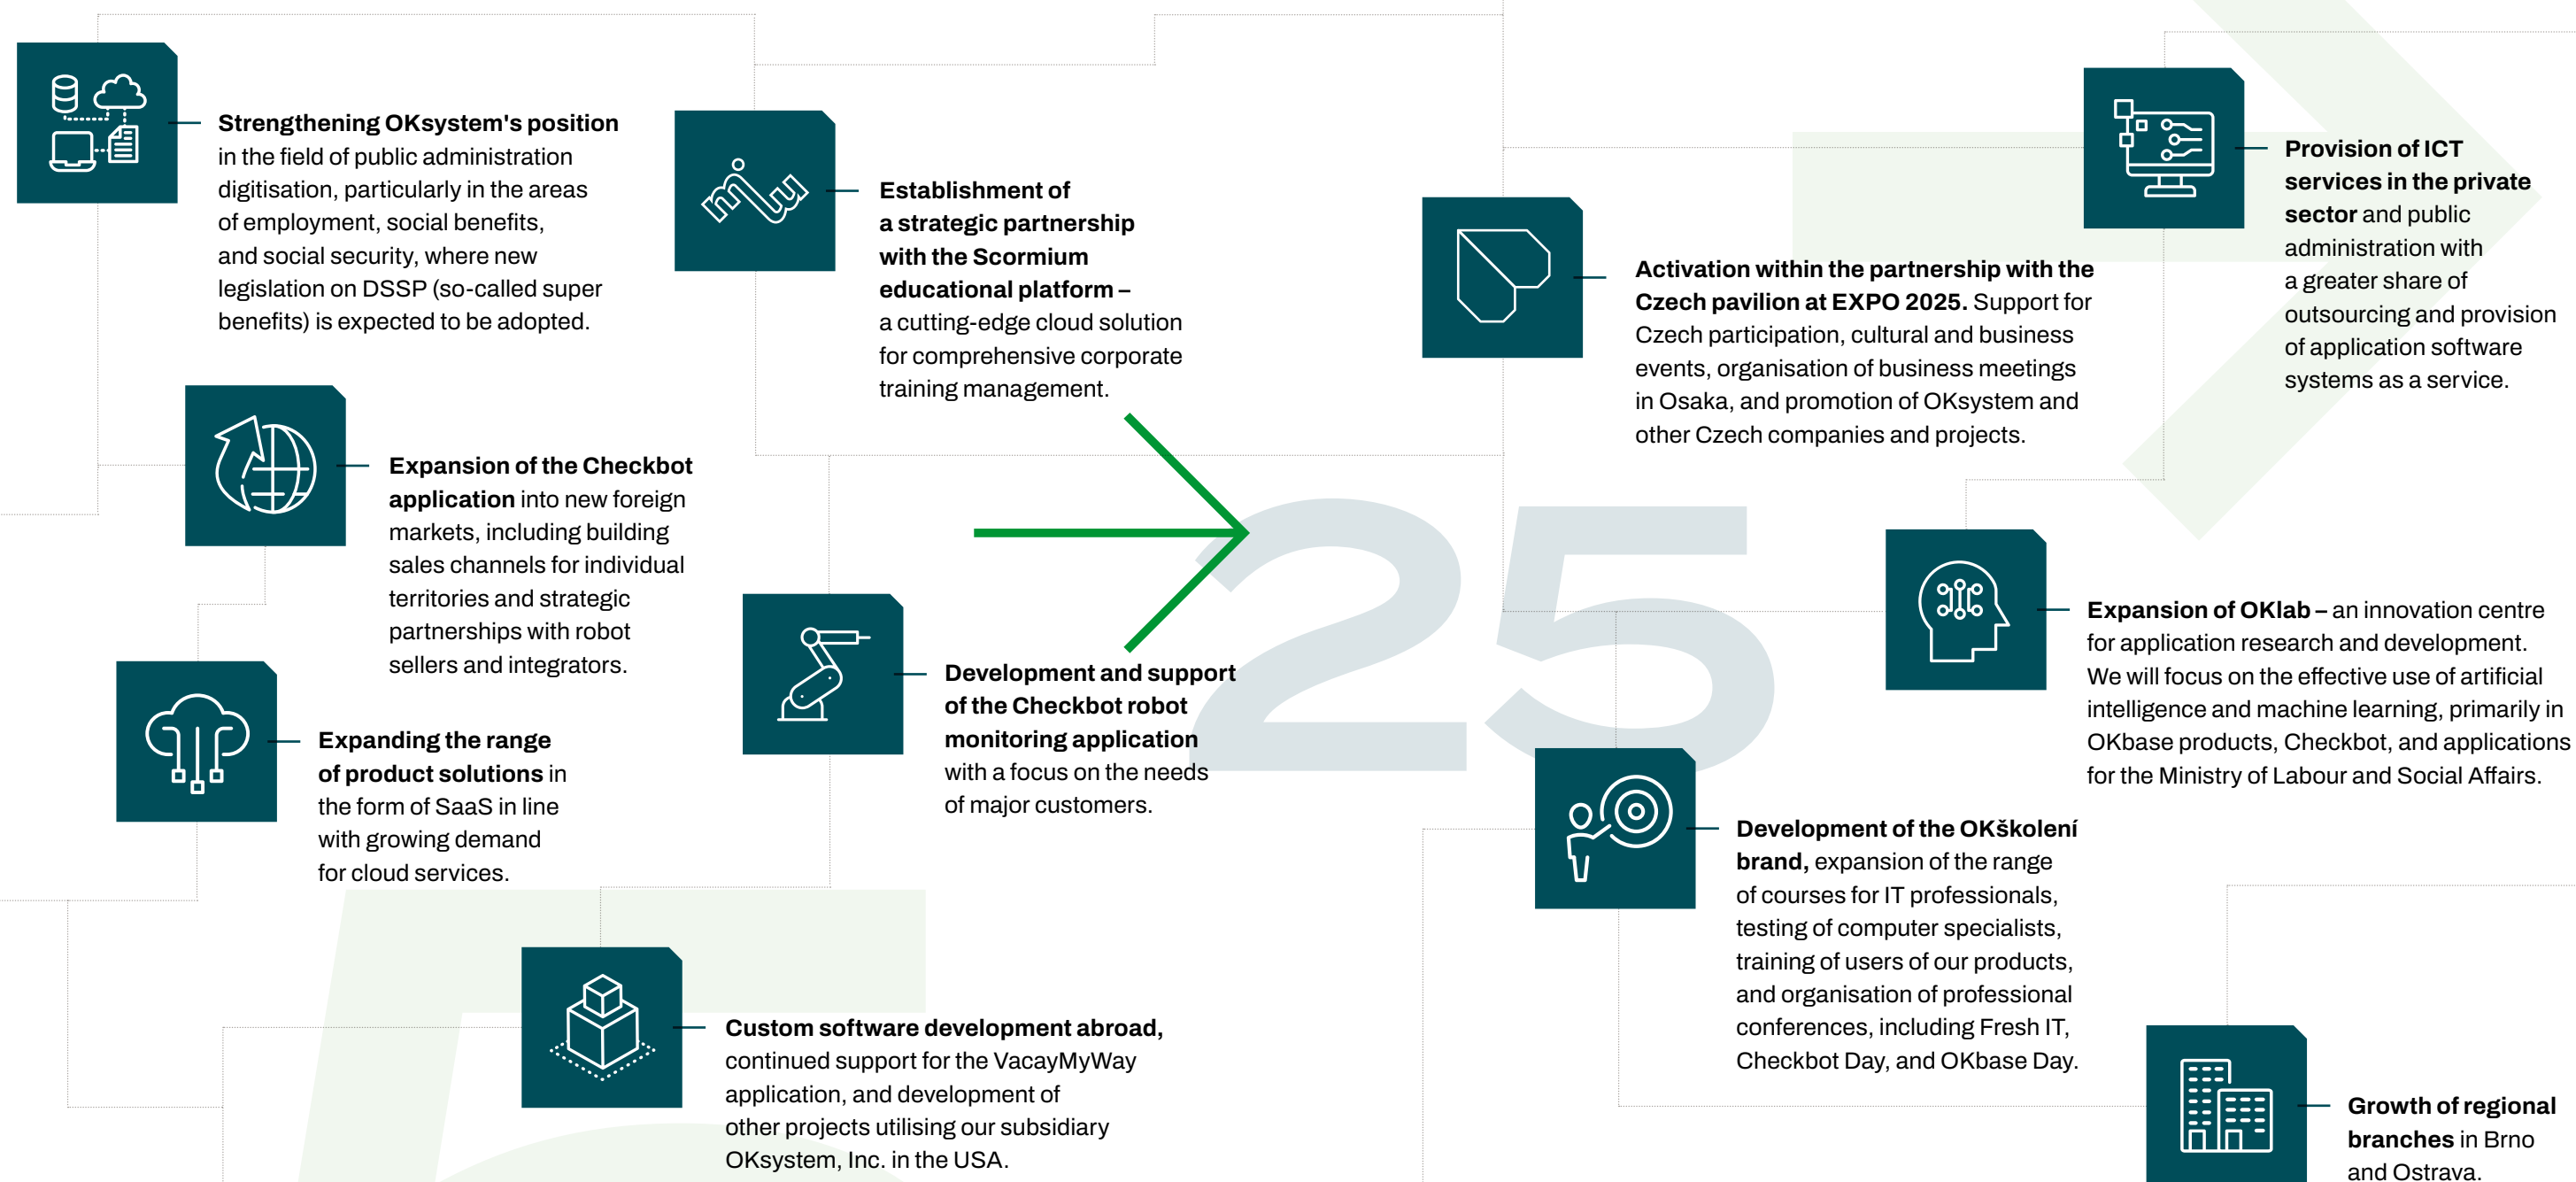 Strengthening OKsystem's position
in the field of public administration
digitisation, particularly in the areas
of employment, social benefits,
and social security, where new
legislation on DSSP (so-called super
benefits) is expected to be adopted.
Establishment of
a strategic partnership
with the Scormium
educational platform –
a cutting-edge cloud solution
for comprehensive corporate
training management.
Activation within the partnership with the
Czech pavilion at EXPO 2025. Support for
Czech participation, cultural and business
events, organisation of business meetings
in Osaka, and promotion of OKsystem and
other Czech companies and projects.
Provision of ICT
services in the private
sector and public
administration with
a greater share of
outsourcing and provision
of application software
systems as a service.
Expansion of the Checkbot
application into new foreign
markets, including building
sales channels for individual
territories and strategic
partnerships with robot
sellers and integrators.
25
Expanding the range
of product solutions in
the form of SaaS in line
with growing demand
for cloud services.
Development and support
of the Checkbot robot
monitoring application
with a focus on the needs
of major customers.
Expansion of OKlab – an innovation centre
for application research and development.
We will focus on the effective use of artificial
intelligence and machine learning, primarily in
OKbase products, Checkbot, and applications
for the Ministry of Labour and Social Affairs.
Development of the OKškolení
brand, expansion of the range
of courses for IT professionals,
testing of computer specialists,
training of users of our products,
and organisation of professional
conferences, including Fresh IT,
Checkbot Day, and OKbase Day.
Custom software development abroad,
continued support for the VacayMyWay
application, and development of
other projects utilising our subsidiary
OKsystem, Inc. in the USA.
Growth of regional
branches in Brno
and Ostrava.